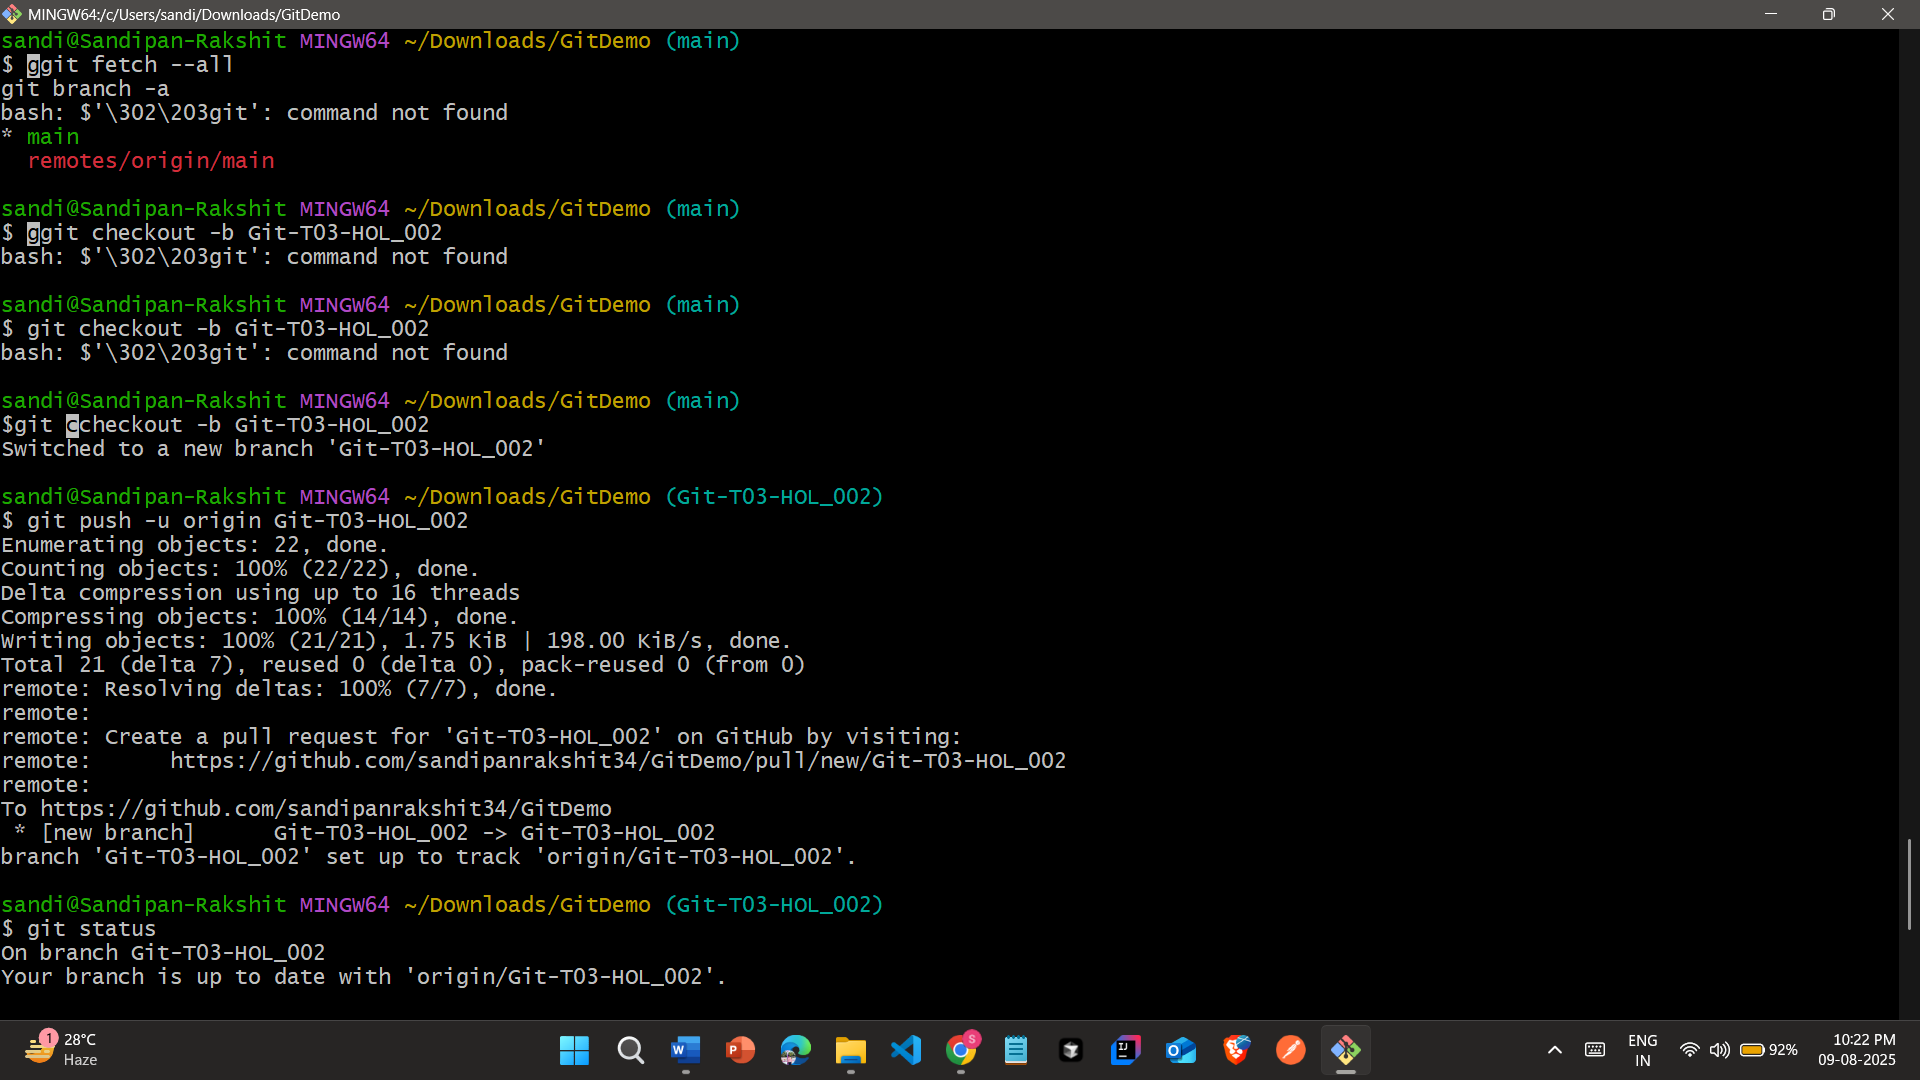 MINGW64:/c/Users/sandi/Downloads/GitDemo
sandi@Sandipan-Rakshit MINGW64 ~/Downloads/GitDemo (main)
$ ggit fetch --all
git branch -a
bash: $'\302\203git': command not found
* main
  remotes/origin/main
sandi@Sandipan-Rakshit MINGW64 ~/Downloads/GitDemo (main)
$ ggit checkout -b Git-T03-HOL_002
bash: $'\302\203git': command not found
sandi@Sandipan-Rakshit MINGW64 ~/Downloads/GitDemo (main)
$ git checkout -b Git-T03-HOL_002
bash: $'\302\203git': command not found
sandi@Sandipan-Rakshit MINGW64 ~/Downloads/GitDemo (main)
$git ccheckout -b Git-T03-HOL_002
Switched to a new branch 'Git-T03-HOL_002'
sandi@Sandipan-Rakshit MINGW64 ~/Downloads/GitDemo (Git-T03-HOL_002)
$ git push -u origin Git-T03-HOL_002
Enumerating objects: 22, done.
Counting objects: 100% (22/22), done.
Delta compression using up to 16 threads
Compressing objects: 100% (14/14), done.
Writing objects: 100% (21/21), 1.75 KiB | 198.00 KiB/s, done.
Total 21 (delta 7), reused 0 (delta 0), pack-reused 0 (from 0)
remote: Resolving deltas: 100% (7/7), done.
remote:
remote: Create a pull request for 'Git-T03-HOL_002' on GitHub by visiting:
remote:      https://github.com/sandipanrakshit34/GitDemo/pull/new/Git-T03-HOL_002
remote:
To https://github.com/sandipanrakshit34/GitDemo
 * [new branch]      Git-T03-HOL_002 -> Git-T03-HOL_002
branch 'Git-T03-HOL_002' set up to track 'origin/Git-T03-HOL_002'.
sandi@Sandipan-Rakshit MINGW64 ~/Downloads/GitDemo (Git-T03-HOL_002)
$ git status
On branch Git-T03-HOL_002
Your branch is up to date with 'origin/Git-T03-HOL_002'.
1
28°C
Haze
W
P
S
IJ
O
ENG
IN
92%
10:22 PM
09-08-2025